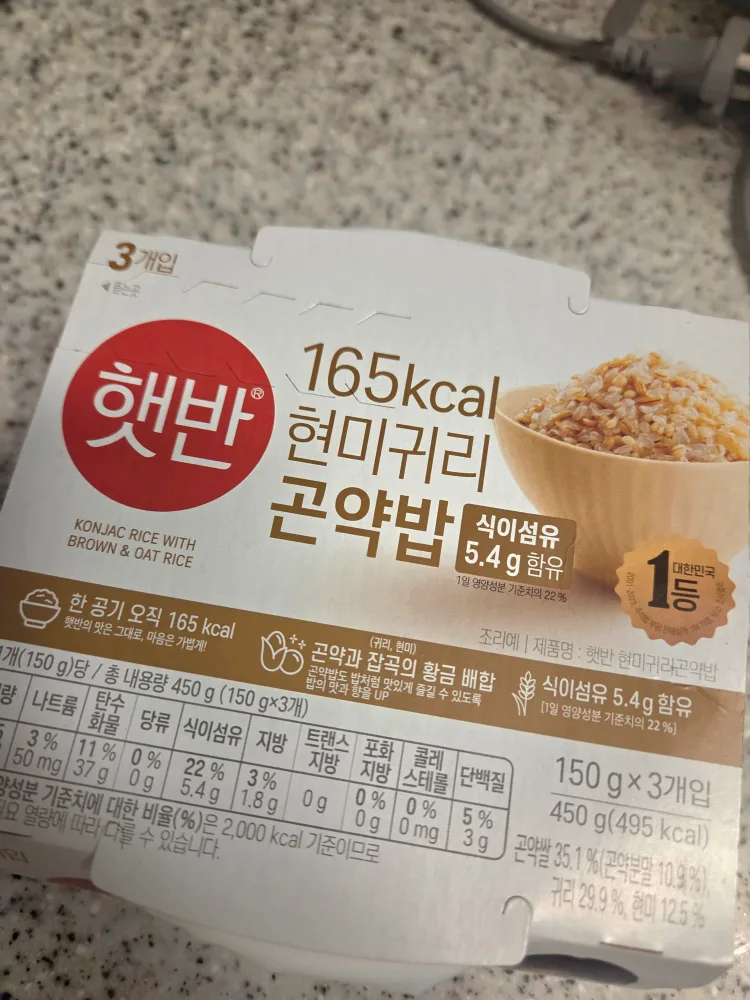 3개입
◀뜯는곳
햇반®
KONJAC RICE WITH
BROWN & OAT RICE
165kcal
현미귀리
곤약밥
식이섬유
5.4 g 함유
1일 영양성분 기준치의 22 %
대한민국
1등
조리예 | 제품명 : 햇반 현미귀리곤약밥
한 공기 오직 165 kcal
햇반의 맛은 그대로, 마음은 가볍게!
(귀리, 현미)
곤약과 잡곡의 황금 배합
곤약밥도 밥처럼 맛있게 즐길 수 있도록
밥의 맛과 향을 UP
식이섬유 5.4 g 함유
[1일 영양성분 기준치의 22 %]
1개(150 g)당 / 총 내용량 450 g (150 g×3개)
나트륨 탄수화물 당류 식이섬유 지방 트랜스지방 포화지방 콜레스테롤 단백질
3 % 11 % 0 % 22 % 3 % 0 % 0 % 5 %
50 mg 37 g 0 g 5.4 g 1.8 g 0 g 0 g 0 mg 3 g
양성분 기준치에 대한 비율(%)은 2,000 kcal 기준이므로
요 열량에 따라 다를 수 있습니다.
150 g×3개입
450 g(495 kcal)
곤약쌀 35.1 %(곤약분말 10.9 %),
귀리 29.9 %, 현미 12.5 %